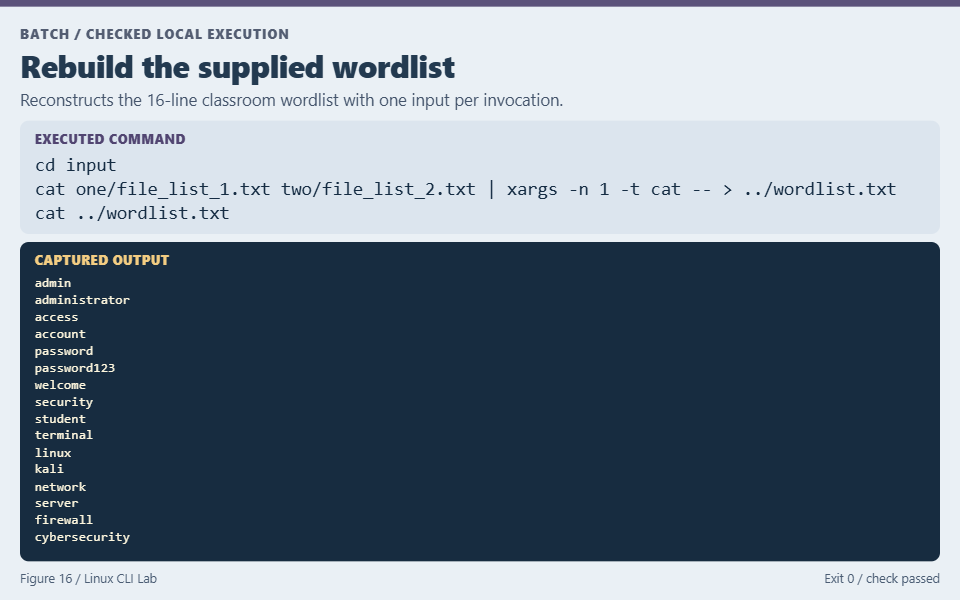 BATCH / CHECKED LOCAL EXECUTION
Rebuild the supplied wordlist
Reconstructs the 16-line classroom wordlist with one input per invocation.
EXECUTED COMMAND
cd input
cat one/file_list_1.txt two/file_list_2.txt | xargs -n 1 -t cat -- > ../wordlist.txt
cat ../wordlist.txt
CAPTURED OUTPUT
admin
administrator
access
account
password
password123
welcome
security
student
terminal
linux
kali
network
server
firewall
cybersecurity
Figure 16 / Linux CLI Lab
Exit 0 / check passed